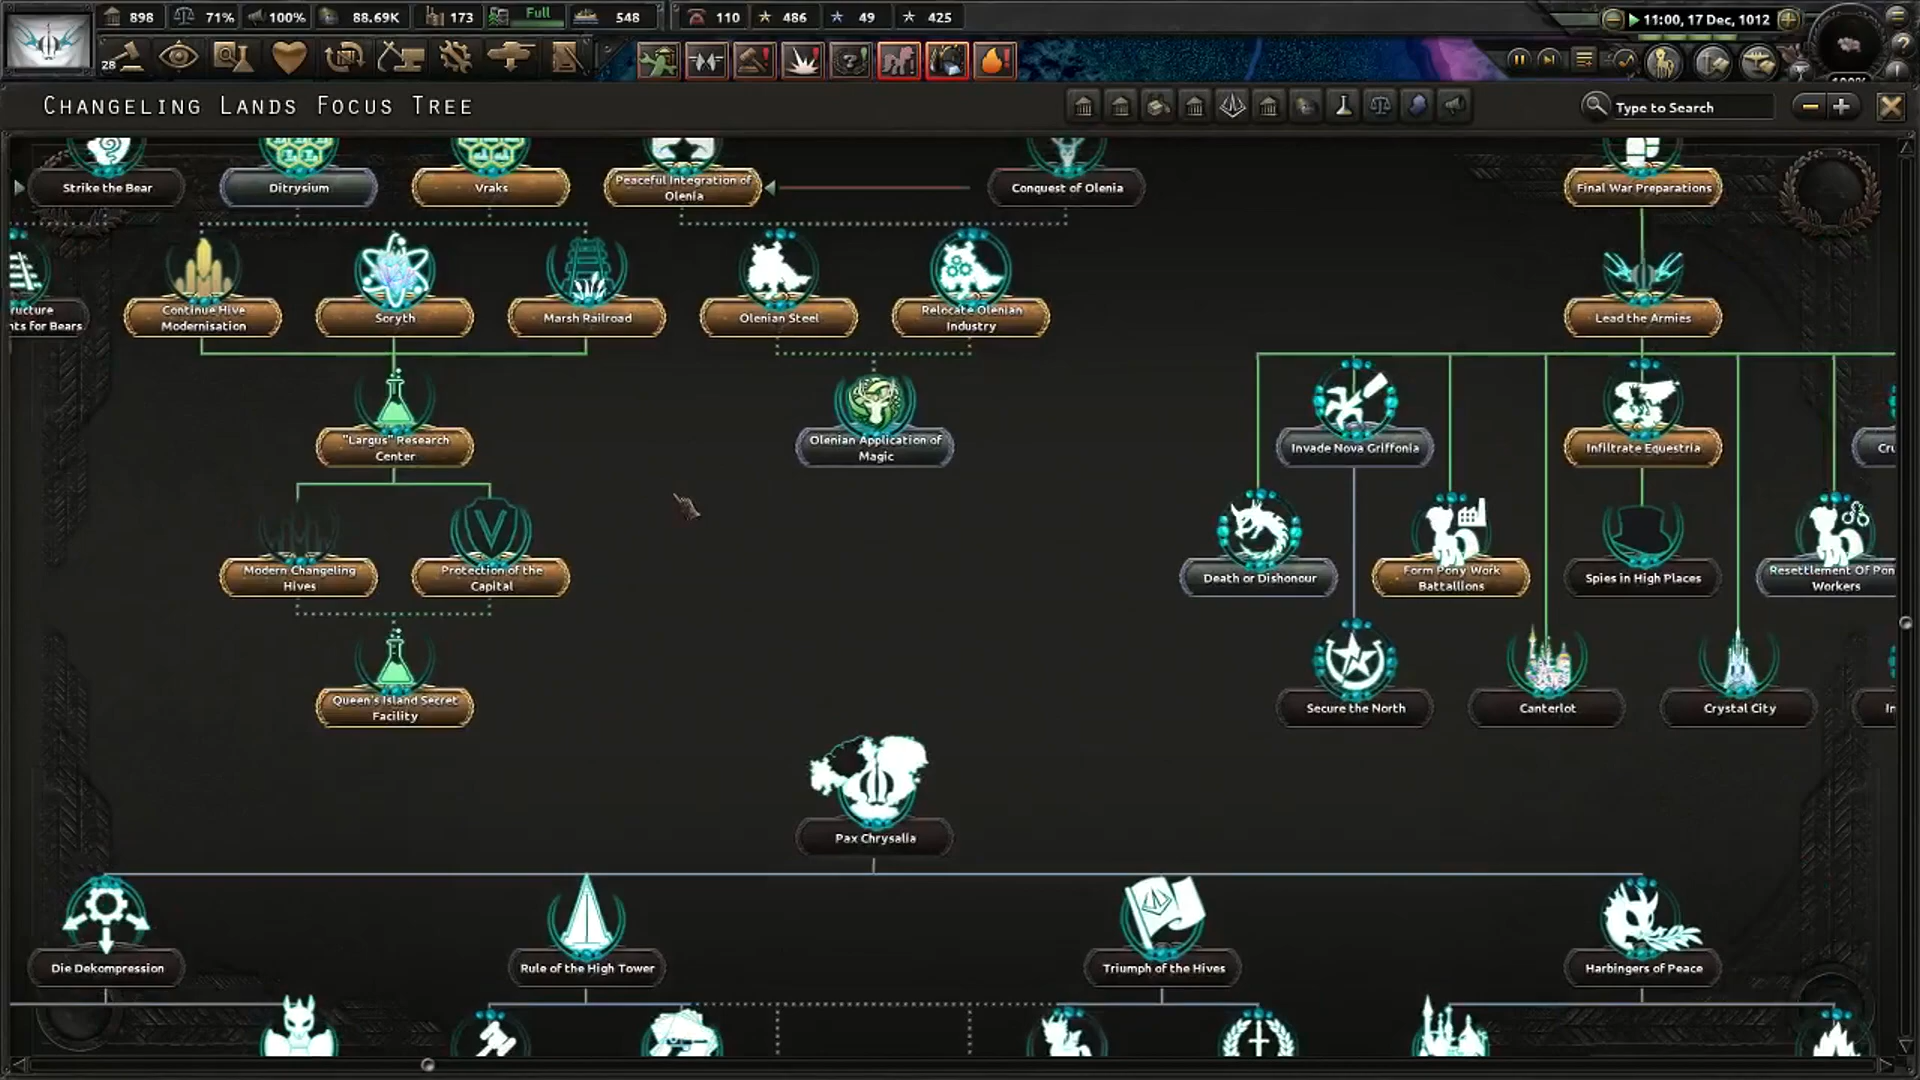 898
71%
100%
88.69K
173
Full
548
110
486
49
425
11:00, 17 Dec, 1012
28
Changeling Lands Focus Tree
Type to Search
Strike the Bear
Ditrysium
Vraks
Peaceful Integration of
Olenia
Conquest of Olenia
Final War Preparations
ructure
nts for Bears
Continue Hive
Modernisation
Soryth
Marsh Railroad
Olenian Steel
Relocate Olenian
Industry
Lead the Armies
"Largus" Research
Center
Olenian Application of
Magic
Invade Nova Griffonia
Infiltrate Equestria
Cru
Modern Changeling
Hives
Protection of the
Capital
Death or Dishonour
Form Pony Work
Battallions
Spies in High Places
Resettlement Of Pon
Workers
Queen's Island Secret
Facility
Secure the North
Canterlot
Crystal City
In
Pax Chrysalia
Die Dekompression
Rule of the High Tower
Triumph of the Hives
Harbingers of Peace